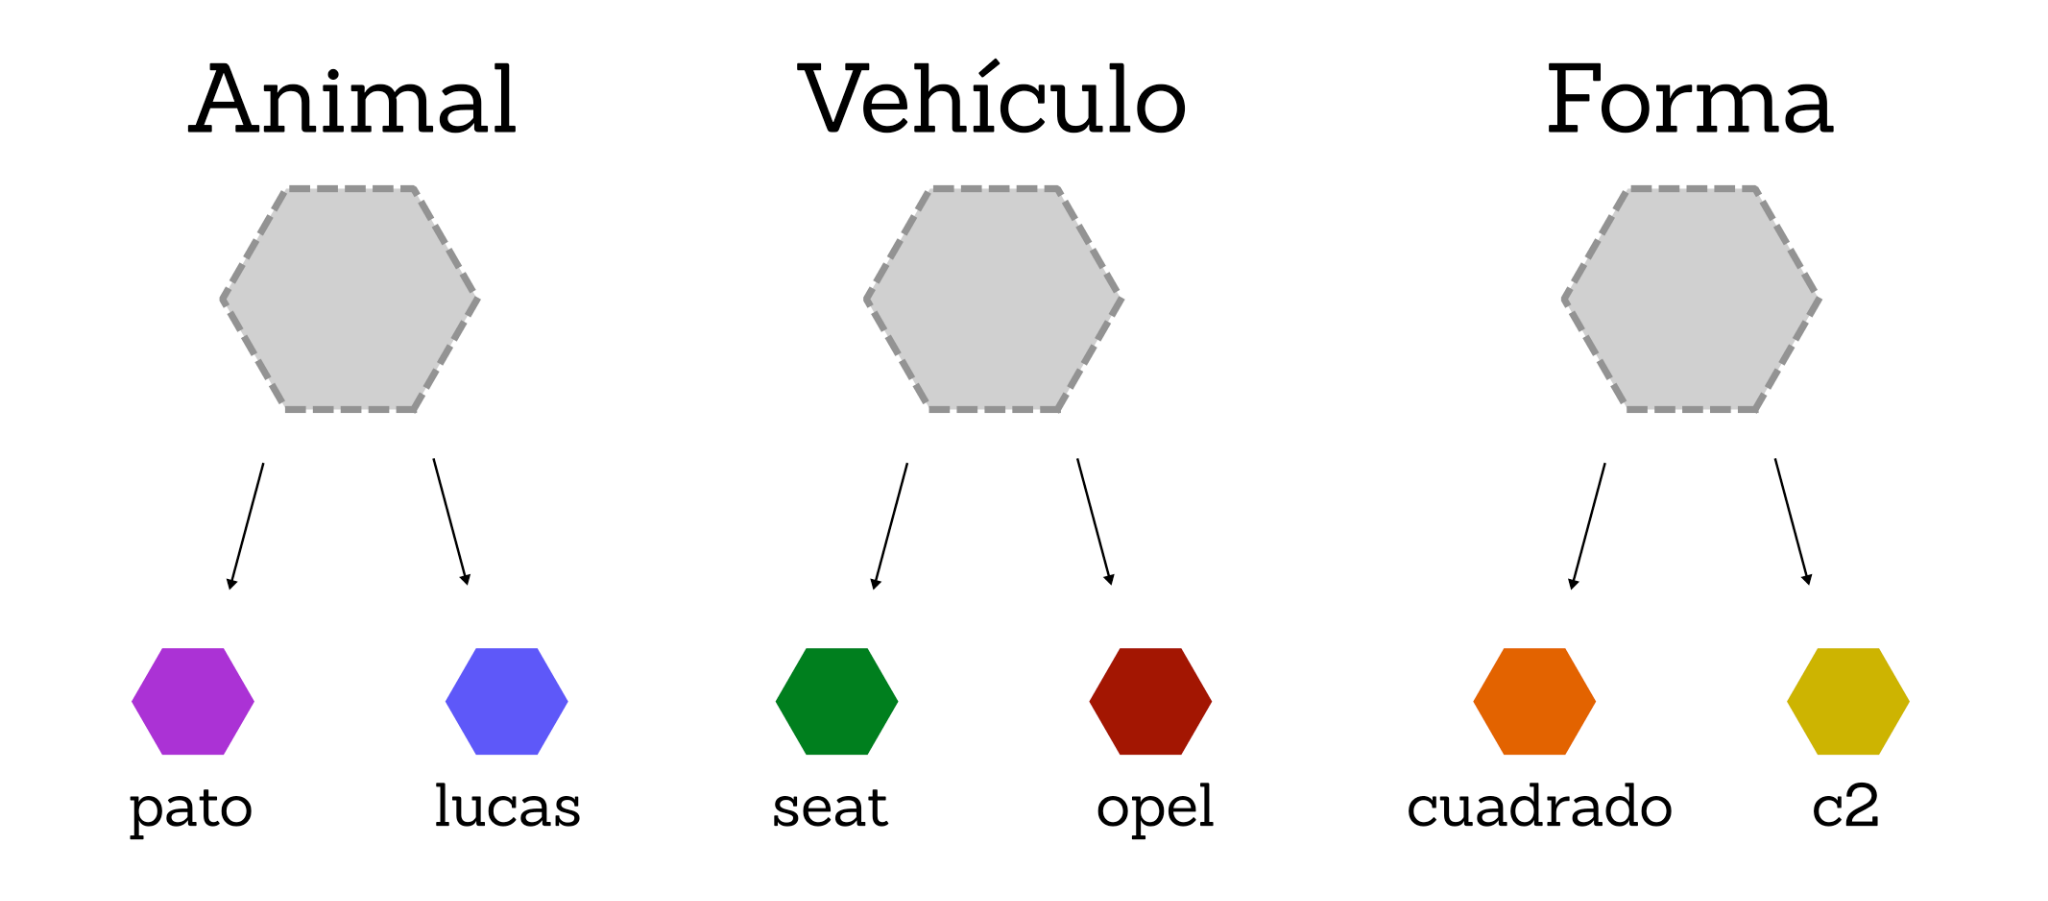 Animal
Vehículo
Forma
pato
lucas
seat
opel
cuadrado
c2